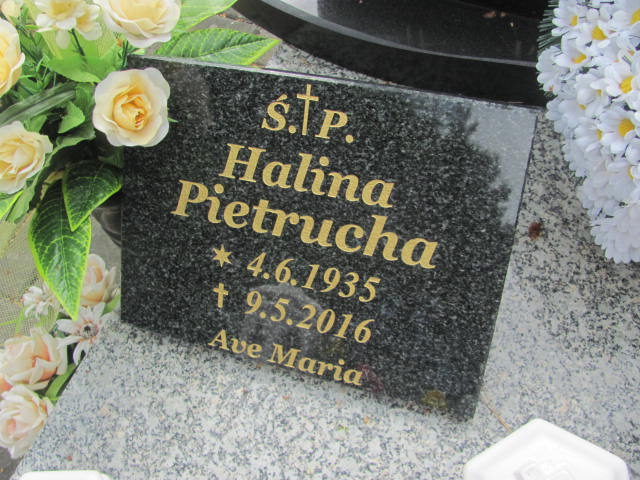 Ś.†P.
Halina
Pietrucha
* 4.6.1935
† 9.5.2016
Ave Maria